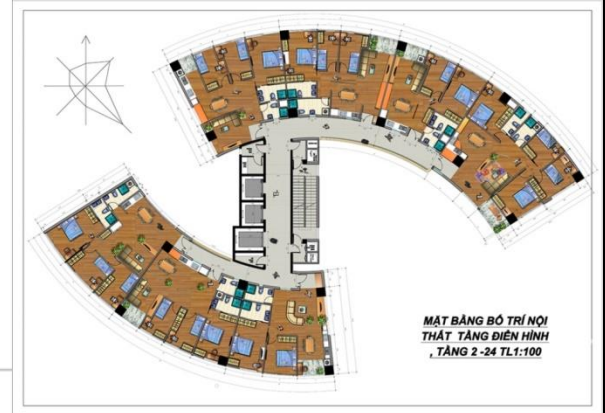 MẶT BẰNG BỐ TRÍ NỘI
THẤT TẦNG ĐIỂN HÌNH
, TẦNG 2 -24 TL1:100